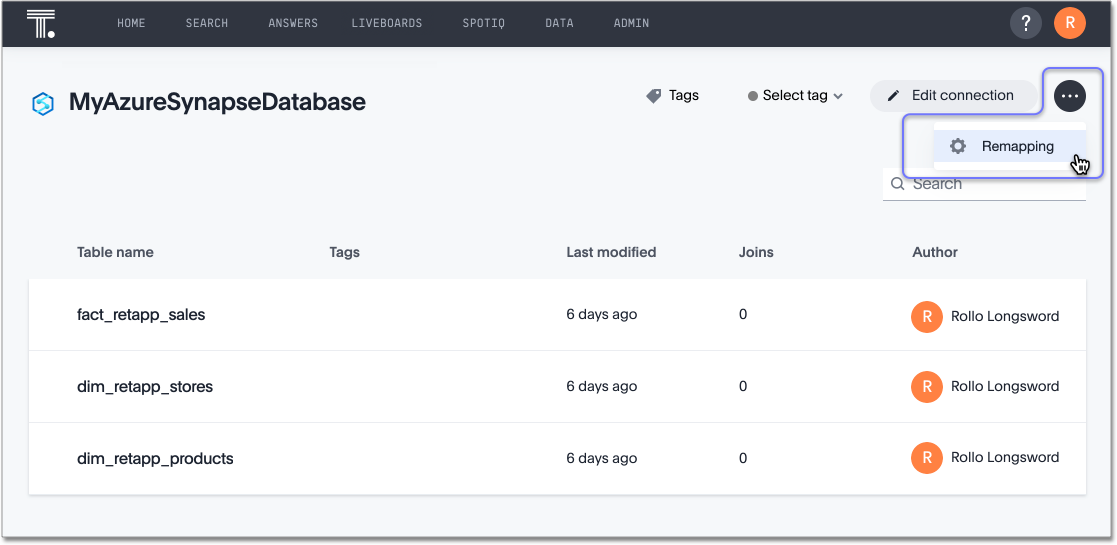 T. HOME SEARCH ANSWERS LIVEBOARDS SPOTIQ DATA ADMIN ? R
MyAzureSynapseDatabase Tags Select tag Edit connection ...
Remapping
Search
Table name Tags Last modified Joins Author
fact_retapp_sales 6 days ago 0 R Rollo Longsword
dim_retapp_stores 6 days ago 0 R Rollo Longsword
dim_retapp_products 6 days ago 0 R Rollo Longsword